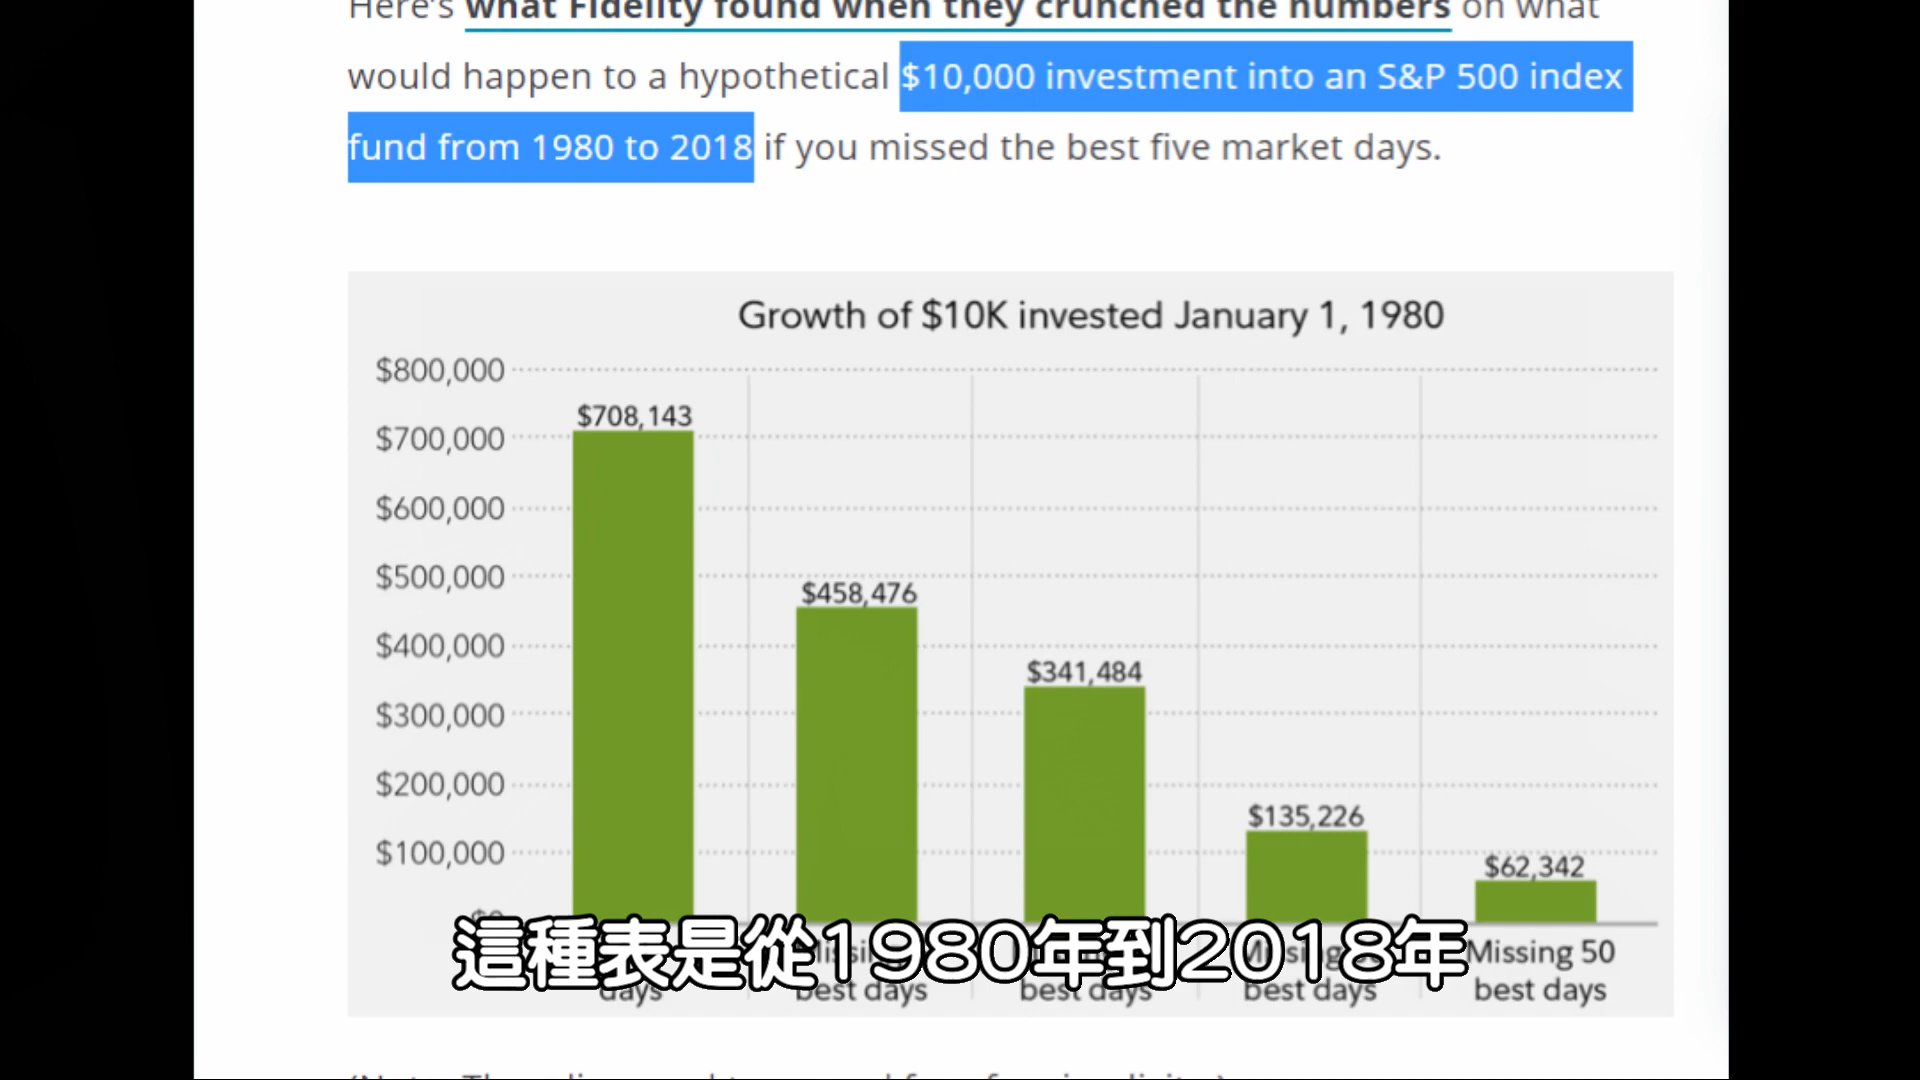 Here's what Fidelity found when they crunched the numbers on what
would happen to a hypothetical $10,000 investment into an S&P 500 index
fund from 1980 to 2018 if you missed the best five market days.
Growth of $10K invested January 1, 1980
$800,000
$700,000
$600,000
$500,000
$400,000
$300,000
$200,000
$100,000
$708,143
$458,476
$341,484
$135,226
$62,342
days
best days
best days
best days
Missing 50
best days
這種表是從1980年到2018年